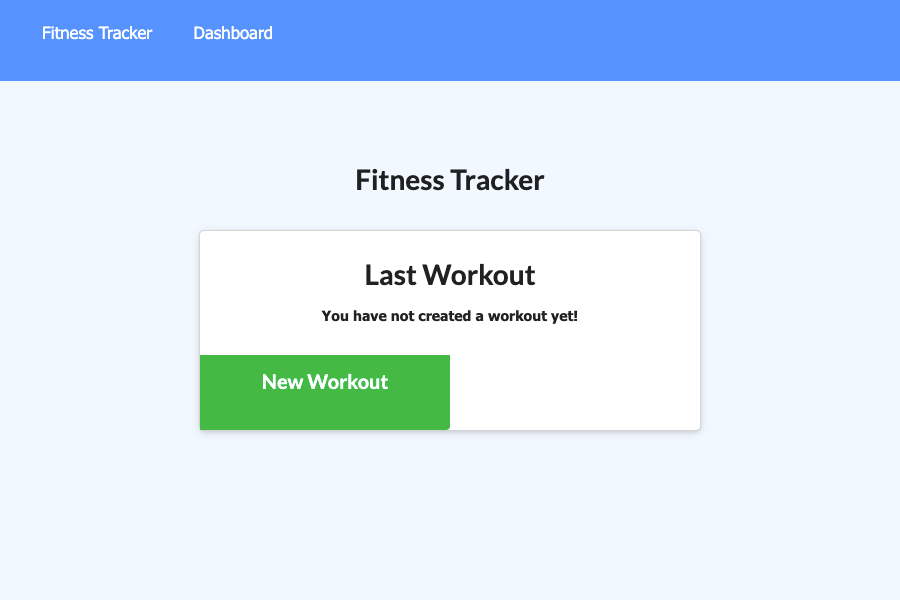 Fitness Tracker Dashboard
Fitness Tracker
Last Workout
You have not created a workout yet!
New Workout